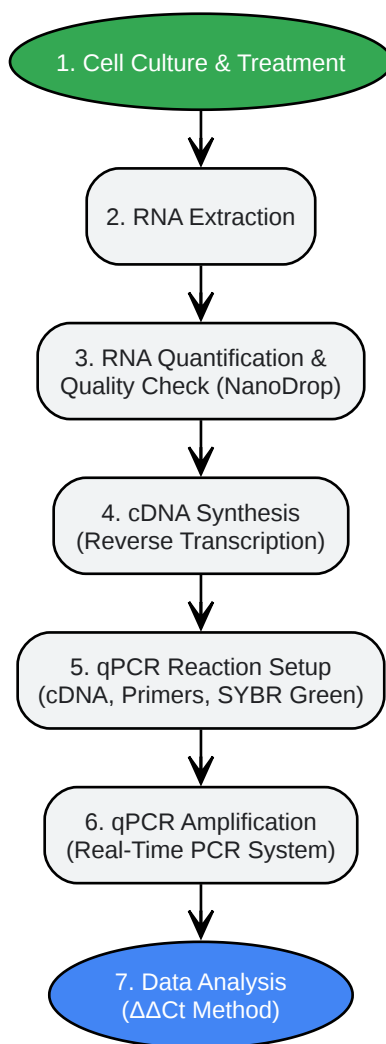 1. Cell Culture & Treatment
2. RNA Extraction
3. RNA Quantification &
Quality Check (NanoDrop)
4. cDNA Synthesis
(Reverse Transcription)
5. qPCR Reaction Setup
(cDNA, Primers, SYBR Green)
6. qPCR Amplification
(Real-Time PCR System)
7. Data Analysis
(ΔΔCt Method)